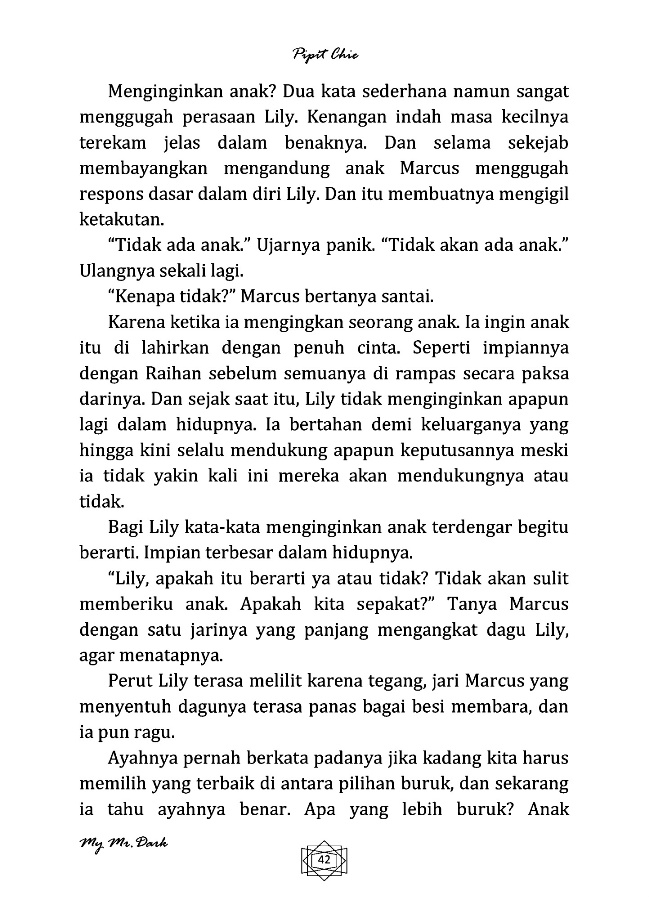 Pipit Chie
Menginginkan anak? Dua kata sederhana namun sangat
menggugah perasaan Lily. Kenangan indah masa kecilnya
terekam jelas dalam benaknya. Dan selama sekejab
membayangkan mengandung anak Marcus menggugah
respons dasar dalam diri Lily. Dan itu membuatnya mengigil
ketakutan.
“Tidak ada anak.” Ujarnya panik. “Tidak akan ada anak.”
Ulangnya sekali lagi.
“Kenapa tidak?” Marcus bertanya santai.
Karena ketika ia mengingkan seorang anak. Ia ingin anak
itu di lahirkan dengan penuh cinta. Seperti impiannya
dengan Raihan sebelum semuanya di rampas secara paksa
darinya. Dan sejak saat itu, Lily tidak menginginkan apapun
lagi dalam hidupnya. Ia bertahan demi keluarganya yang
hingga kini selalu mendukung apapun keputusannya meski
ia tidak yakin kali ini mereka akan mendukungnya atau
tidak.
Bagi Lily kata-kata menginginkan anak terdengar begitu
berarti. Impian terbesar dalam hidupnya.
“Lily, apakah itu berarti ya atau tidak? Tidak akan sulit
memberiku anak. Apakah kita sepakat?” Tanya Marcus
dengan satu jarinya yang panjang mengangkat dagu Lily,
agar menatapnya.
Perut Lily terasa melilit karena tegang, jari Marcus yang
menyentuh dagunya terasa panas bagai besi membara, dan
ia pun ragu.
Ayahnya pernah berkata padanya jika kadang kita harus
memilih yang terbaik di antara pilihan buruk, dan sekarang
ia tahu ayahnya benar. Apa yang lebih buruk? Anak
My Mr. Dark
42